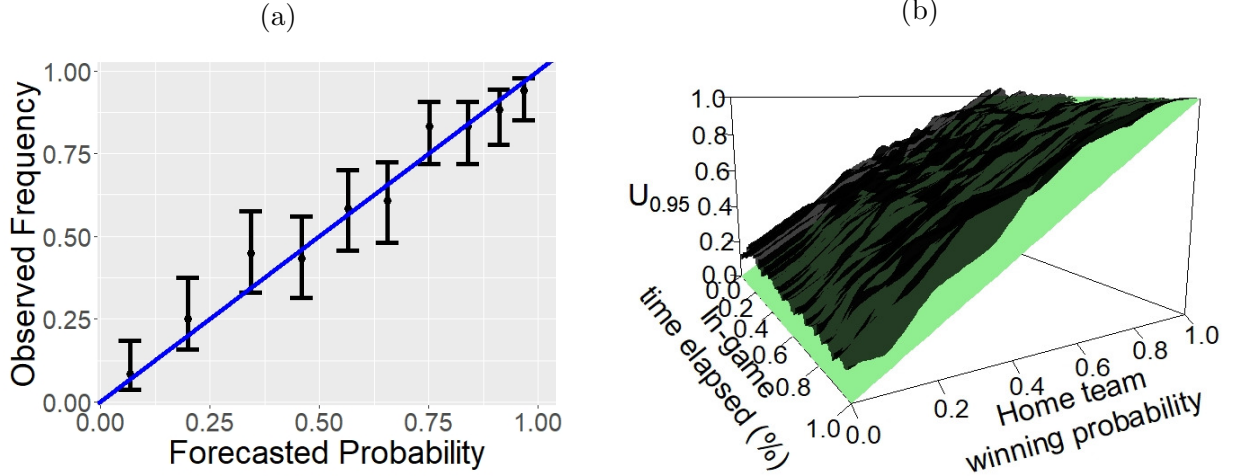 (a)
Observed Frequency
1.00
0.75
0.50
0.25
0.00
0.00 0.25 0.50 0.75 1.00
Forecasted Probability
(b)
U0.95
1.0
0.8
0.6
0.4
0.2
0.0
0.0
0.2
0.4
0.6
0.8
1.0
In-game
time elapsed (%)
0.0
0.2
0.4
0.6
0.8
1.0
Home team
winning probability